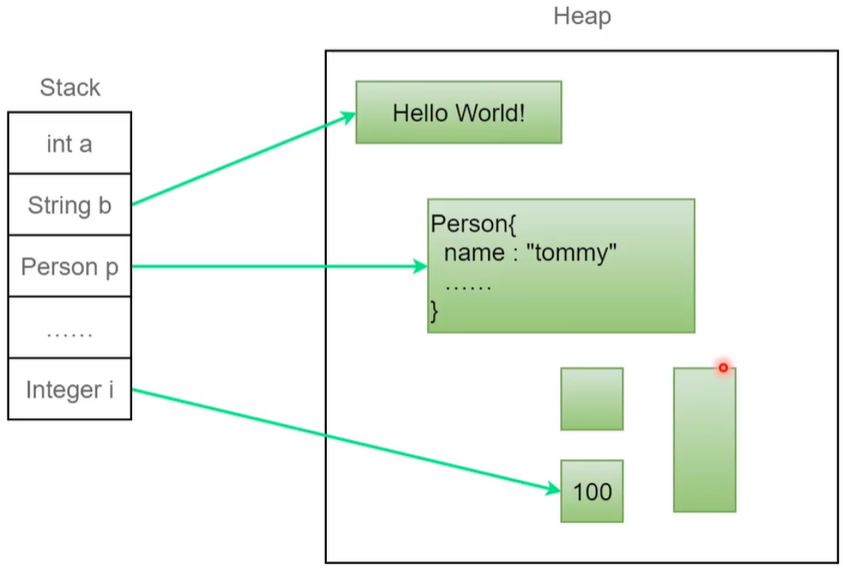 Heap
Stack
int a
String b
Person p
……
Integer i
Hello World!
Person{
name : "tommy"
……
}
100